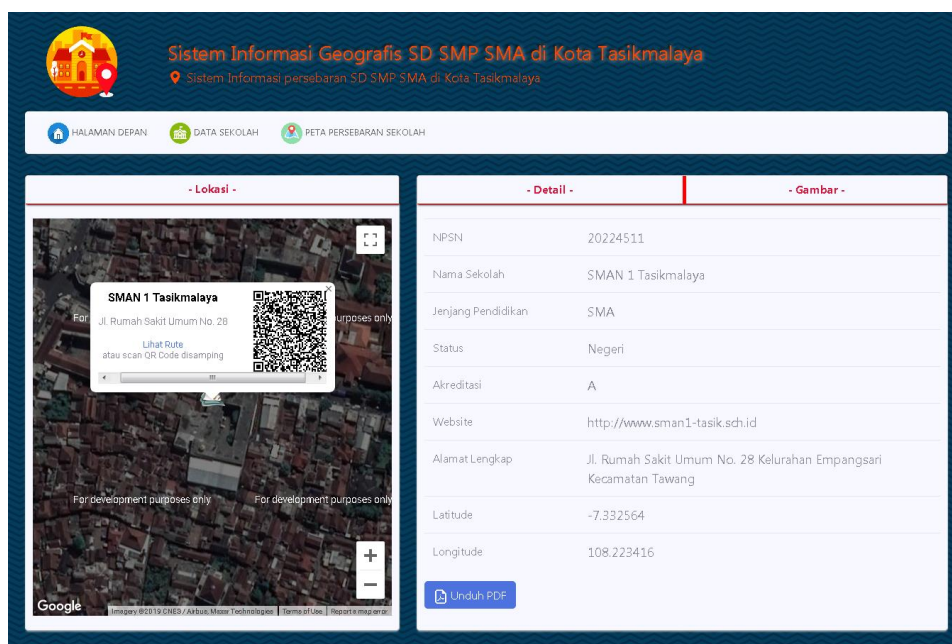 Sistem Informasi Geografis SD SMP SMA di Kota Tasikmalaya
Sistem Informasi persebaran SD SMP SMA di Kota Tasikmalaya
HALAMAN DEPAN DATA SEKOLAH PETA PERSEBARAN SEKOLAH
- Lokasi -
SMAN 1 Tasikmalaya
Jl. Rumah Sakit Umum No. 28
Lihat Rute
atau scan QR Code disamping
For
urposes only
For development purposes only For development purposes only
Google
Imagery ©2019 CNES / Airbus, Maxar Technologies Terms of Use Report a map error
- Detail - - Gambar -
NPSN 20224511
Nama Sekolah SMAN 1 Tasikmalaya
Jenjang Pendidikan SMA
Status Negeri
Akreditasi A
Website http://www.sman1-tasik.sch.id
Alamat Lengkap Jl. Rumah Sakit Umum No. 28 Kelurahan Empangsari
Kecamatan Tawang
Latitude -7.332564
Longitude 108.223416
Unduh PDF